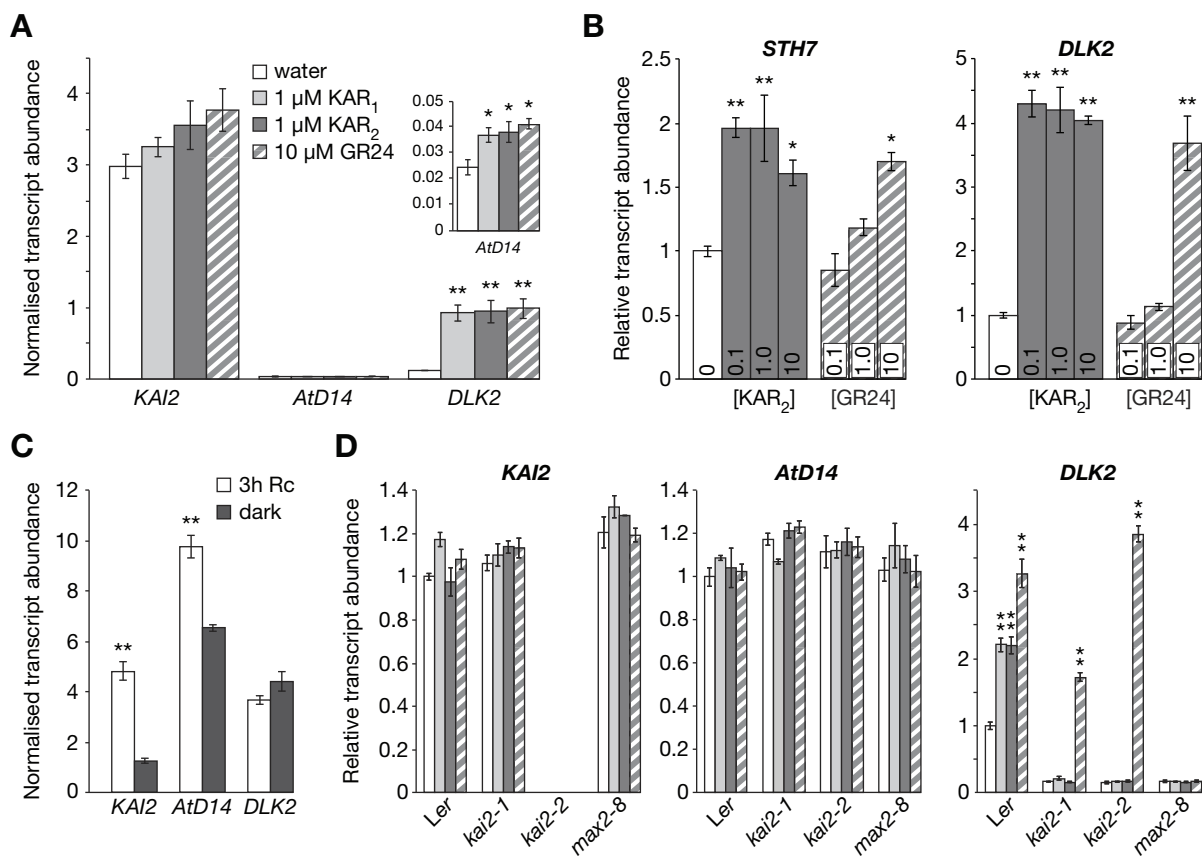 A
Normalised transcript abundance
4
3
2
1
0
water
1 µM KAR1
1 µM KAR2
10 µM GR24
** ** **
KAI2 AtD14 DLK2
0.05
0.04
0.03
0.02
0.01
0
* * *
AtD14
B
Relative transcript abundance
STH7
2.5
2
1.5
1
0.5
0
** ** * *
0 0.1 1.0 10 0.1 1.0 10
[KAR2] [GR24]
DLK2
5
4
3
2
1
0
** ** ** **
0 0.1 1.0 10 0.1 1.0 10
[KAR2] [GR24]
C
Normalised transcript abundance
12
10
8
6
4
2
0
3h Rc
dark
** **
KAI2 AtD14 DLK2
D
Relative transcript abundance
KAI2
1.4
1.2
1
0.8
0.6
0.4
0.2
0
Ler kai2-1 kai2-2 max2-8
AtD14
1.4
1.2
1
0.8
0.6
0.4
0.2
0
Ler kai2-1 kai2-2 max2-8
DLK2
4
3
2
1
0
** ** ** ** **
Ler kai2-1 kai2-2 max2-8